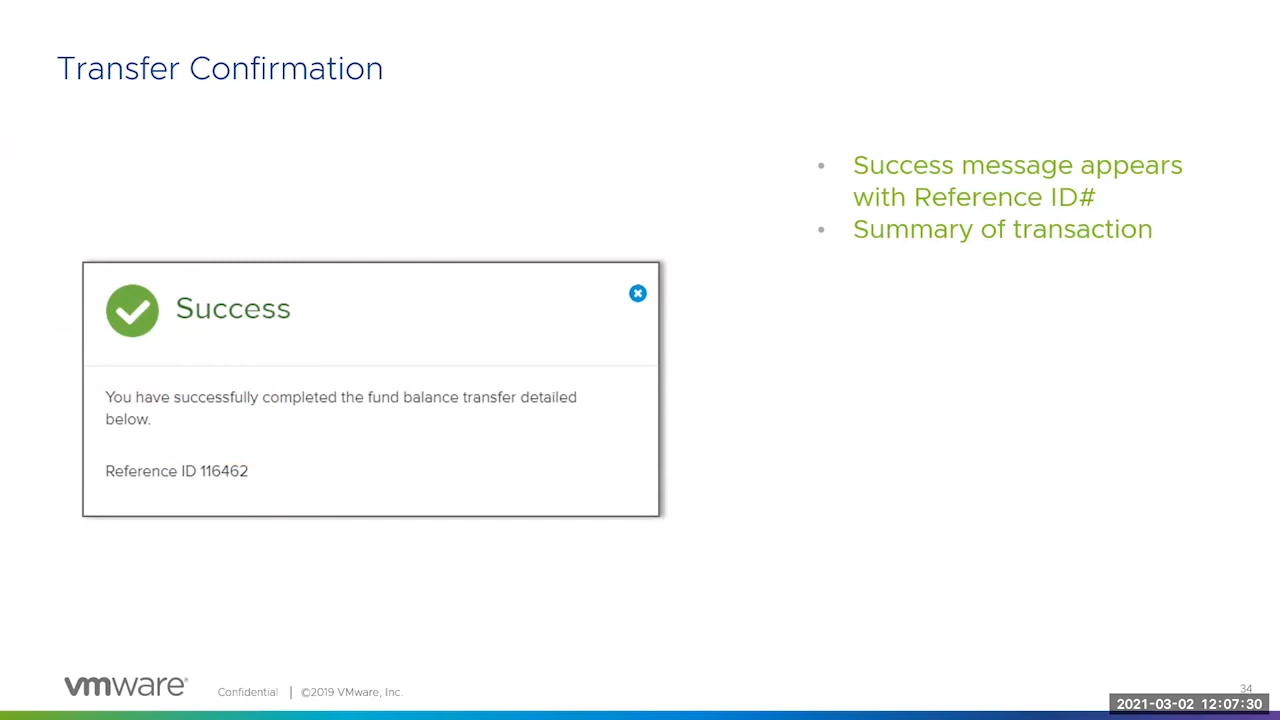 Transfer Confirmation
• Success message appears
with Reference ID#
• Summary of transaction
Success
You have successfully completed the fund balance transfer detailed
below.
Reference ID 116462
vmware®
Confidential | ©2019 VMware, Inc.
34
2021-03-02 12:07:30